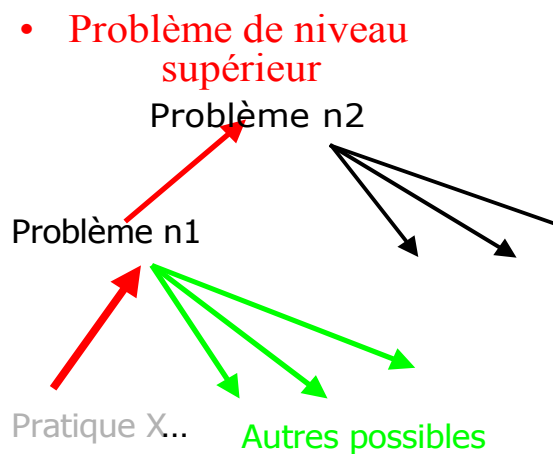 • Problème de niveau
supérieur
Problème n2
Problème n1
Pratique X...
Autres possibles